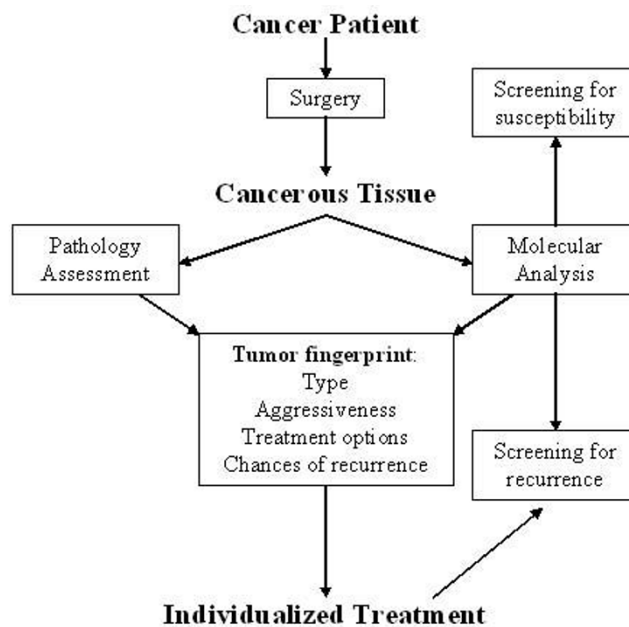 Cancer Patient
Surgery
Screening for
susceptibility
Cancerous Tissue
Pathology
Assessment
Molecular
Analysis
Tumor fingerprint:
Type
Aggressiveness
Treatment options
Chances of recurrence
Screening for
recurrence
Individualized Treatment